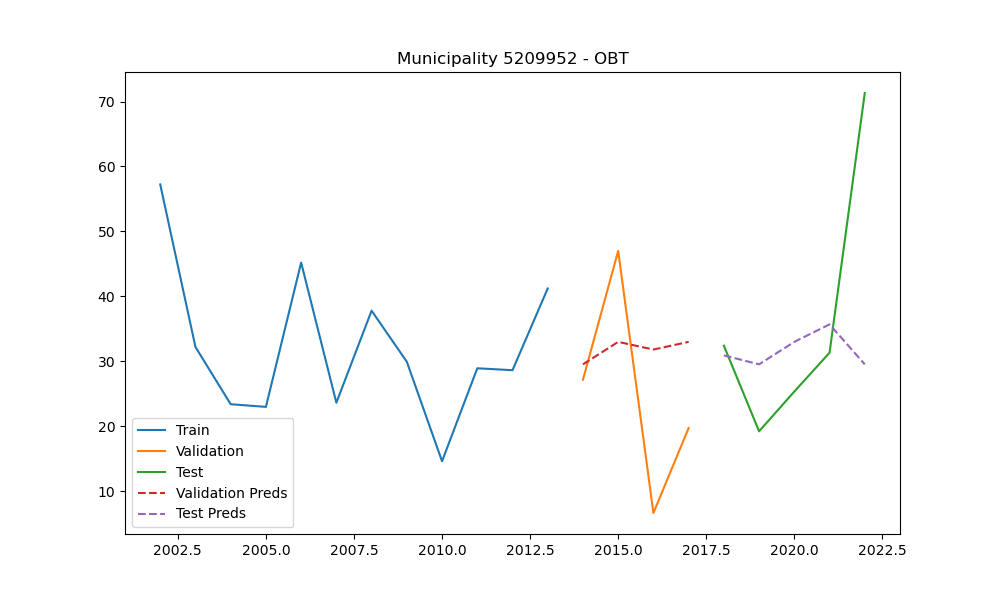 Municipality 5209952 - OBT
70
60
50
40
30
20
10
Train
Validation
Test
Validation Preds
Test Preds
2002.5 2005.0 2007.5 2010.0 2012.5 2015.0 2017.5 2020.0 2022.5